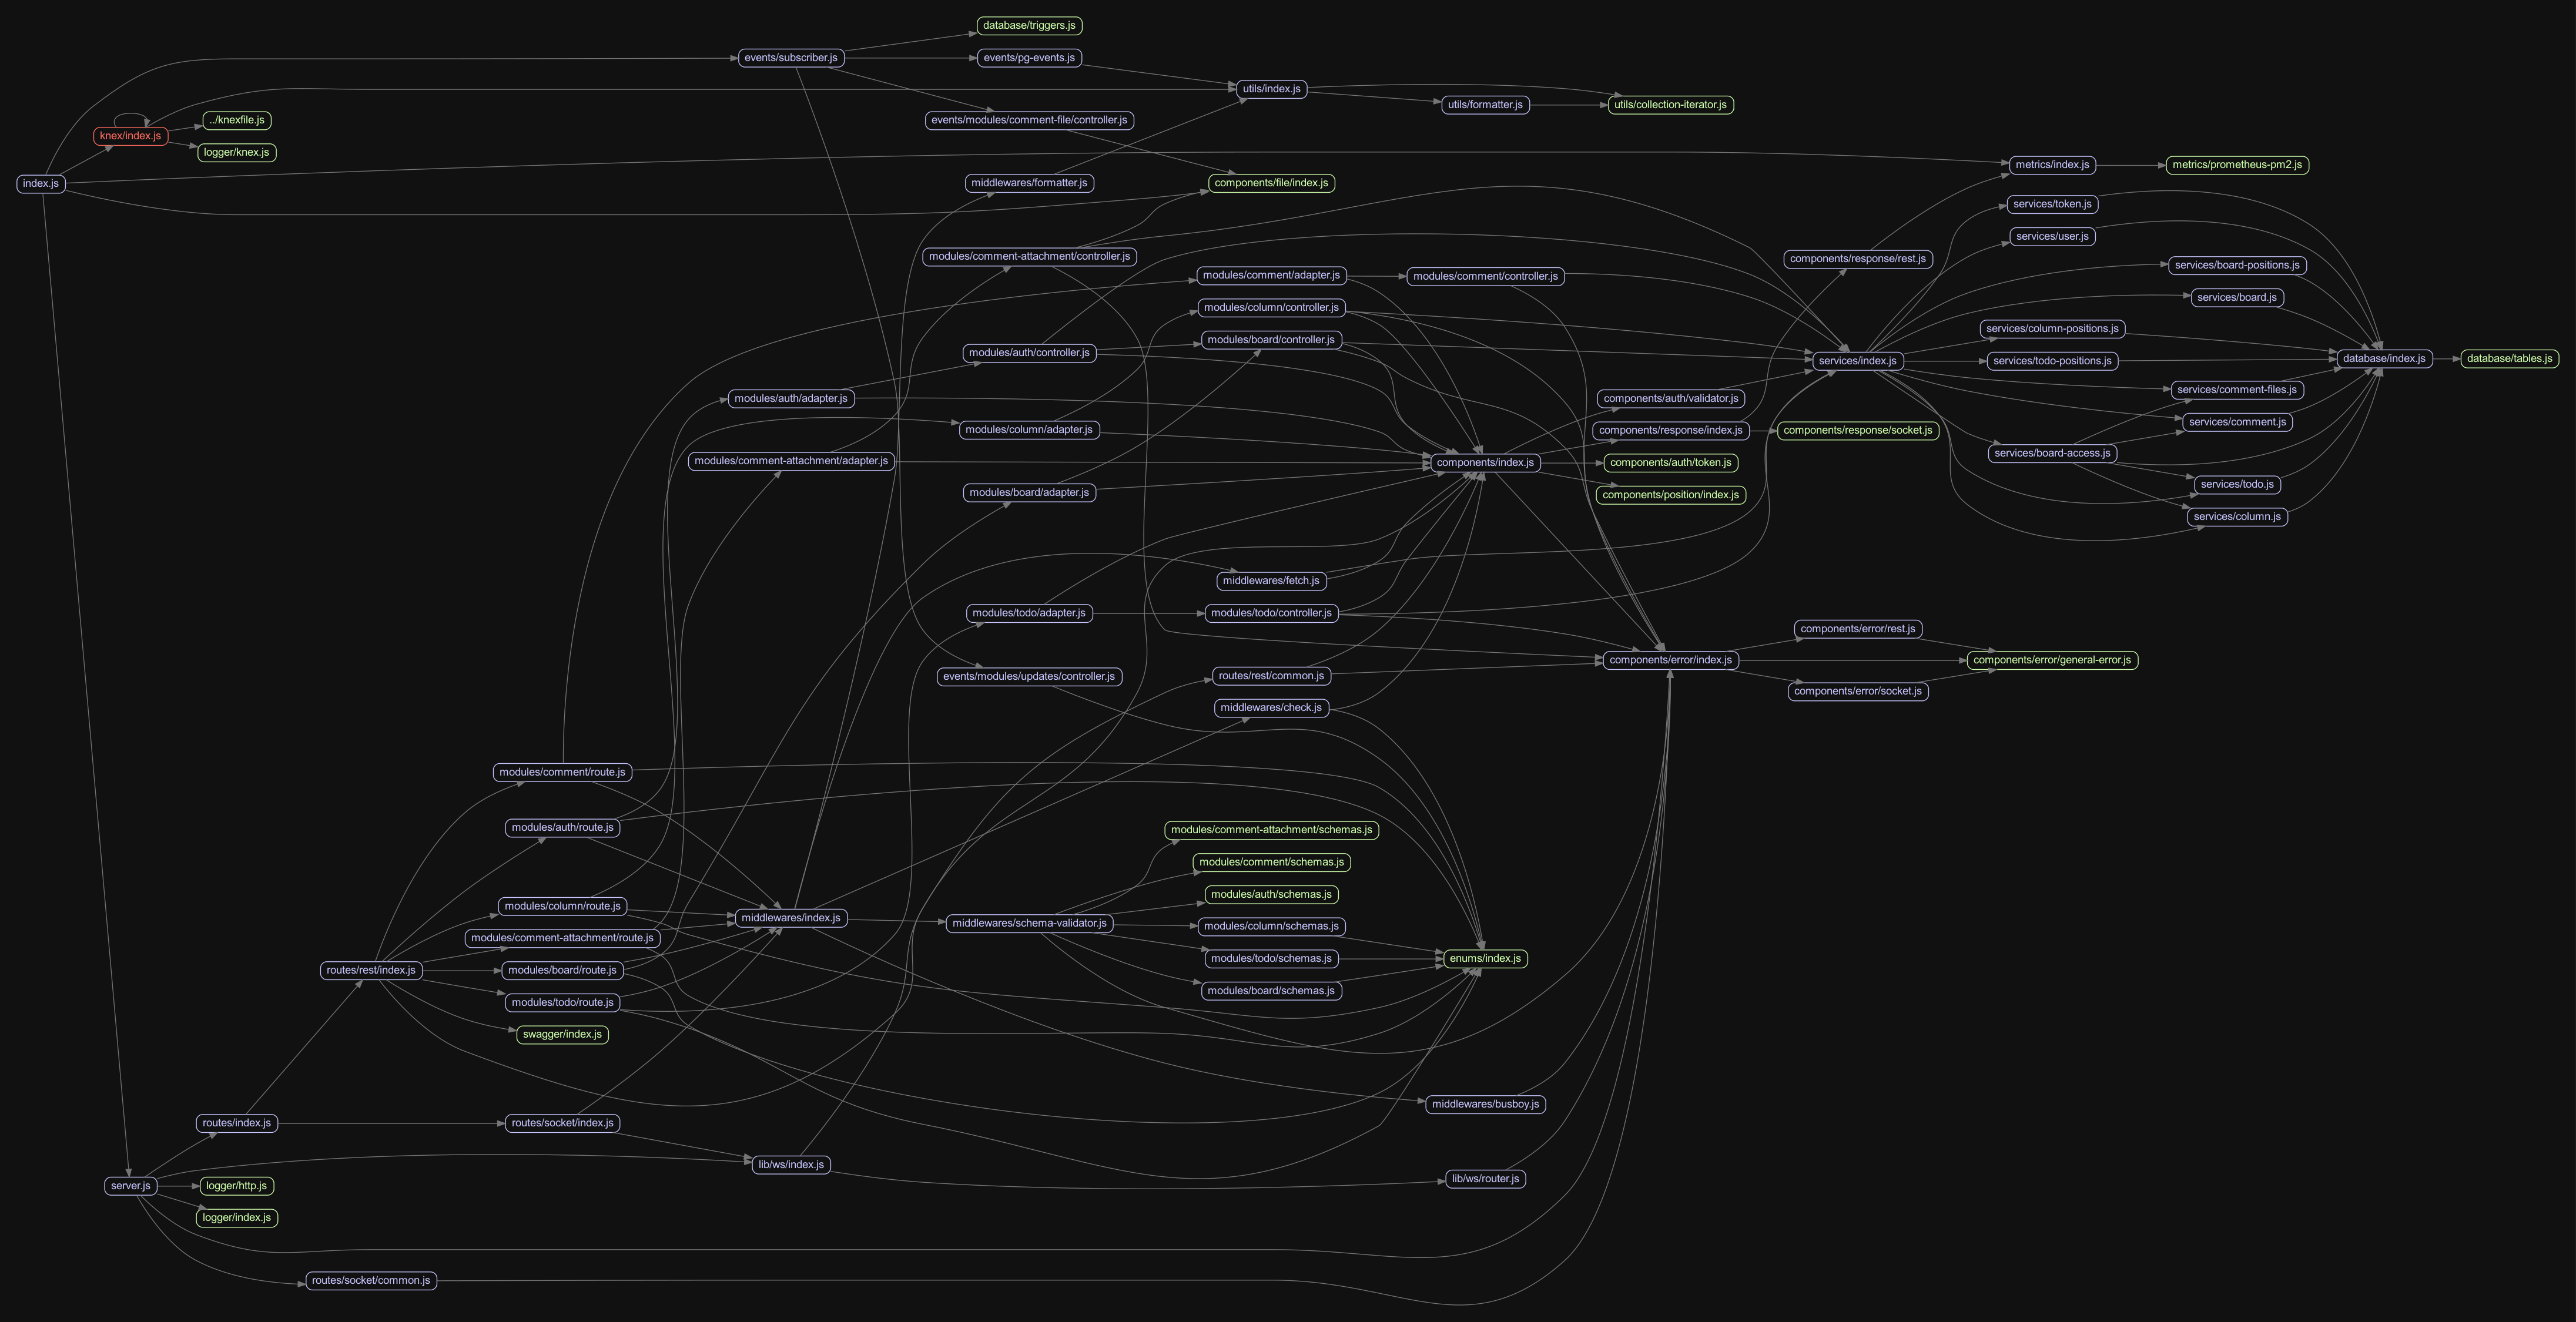 database/triggers.js
events/subscriber.js
events/pg-events.js
utils/index.js
utils/formatter.js
utils/collection-iterator.js
../knexfile.js
events/modules/comment-file/controller.js
knex/index.js
logger/knex.js
metrics/index.js
metrics/prometheus-pm2.js
index.js
middlewares/formatter.js
components/file/index.js
services/token.js
services/user.js
modules/comment-attachment/controller.js
components/response/rest.js
services/board-positions.js
modules/comment/adapter.js
modules/comment/controller.js
services/board.js
modules/column/controller.js
services/column-positions.js
modules/board/controller.js
modules/auth/controller.js
services/index.js
services/todo-positions.js
database/index.js
database/tables.js
services/comment-files.js
modules/auth/adapter.js
components/auth/validator.js
services/comment.js
modules/column/adapter.js
components/response/index.js
components/response/socket.js
services/board-access.js
modules/comment-attachment/adapter.js
components/index.js
components/auth/token.js
services/todo.js
modules/board/adapter.js
components/position/index.js
services/column.js
middlewares/fetch.js
modules/todo/adapter.js
modules/todo/controller.js
components/error/rest.js
components/error/index.js
components/error/general-error.js
events/modules/updates/controller.js
routes/rest/common.js
components/error/socket.js
middlewares/check.js
modules/comment/route.js
modules/auth/route.js
modules/comment-attachment/schemas.js
modules/comment/schemas.js
modules/auth/schemas.js
modules/column/route.js
middlewares/index.js
middlewares/schema-validator.js
modules/column/schemas.js
modules/comment-attachment/route.js
modules/todo/schemas.js
enums/index.js
routes/rest/index.js
modules/board/route.js
modules/board/schemas.js
modules/todo/route.js
swagger/index.js
middlewares/busboy.js
routes/index.js
routes/socket/index.js
lib/ws/index.js
lib/ws/router.js
server.js
logger/http.js
logger/index.js
routes/socket/common.js